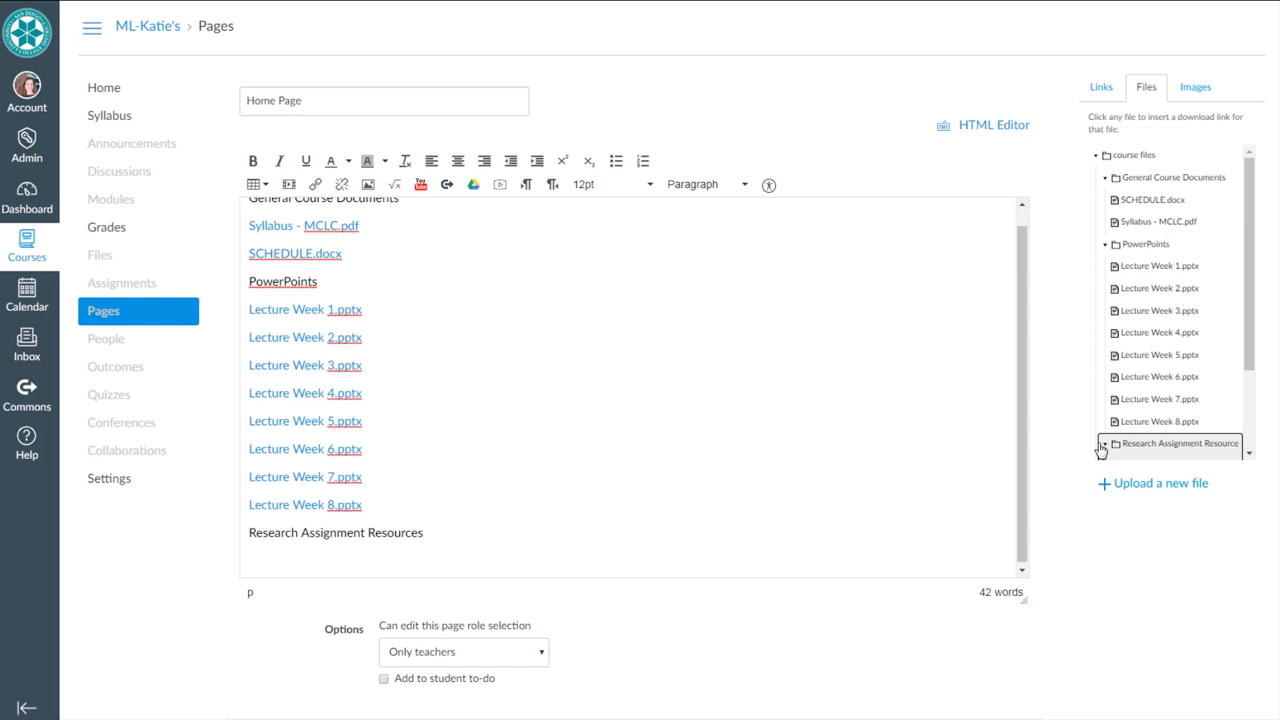 ML-Katie's › Pages
Account
Admin
Dashboard
Courses
Calendar
Inbox
Commons
Help
Home
Syllabus
Announcements
Discussions
Modules
Grades
Files
Assignments
Pages
People
Outcomes
Quizzes
Conferences
Collaborations
Settings
Home Page
HTML Editor
12pt
Paragraph
General Course Documents
Syllabus - MCLC.pdf
SCHEDULE.docx
PowerPoints
Lecture Week 1.pptx
Lecture Week 2.pptx
Lecture Week 3.pptx
Lecture Week 4.pptx
Lecture Week 5.pptx
Lecture Week 6.pptx
Lecture Week 7.pptx
Lecture Week 8.pptx
Research Assignment Resources
p
42 words
Options
Can edit this page role selection
Only teachers
Add to student to-do
Links Files Images
Click any file to insert a download link for
that file.
course files
General Course Documents
SCHEDULE.docx
Syllabus - MCLC.pdf
PowerPoints
Lecture Week 1.pptx
Lecture Week 2.pptx
Lecture Week 3.pptx
Lecture Week 4.pptx
Lecture Week 5.pptx
Lecture Week 6.pptx
Lecture Week 7.pptx
Lecture Week 8.pptx
Research Assignment Resource
Upload a new file